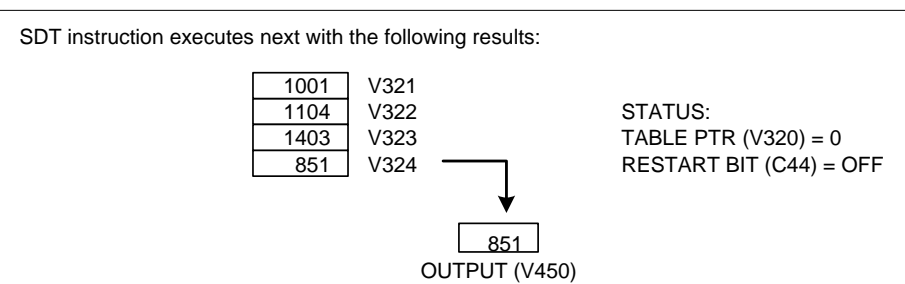 SDT instruction executes next with the following results:
1001 V321
1104 V322 STATUS:
1403 V323 TABLE PTR (V320) = 0
851 V324 RESTART BIT (C44) = OFF
851
OUTPUT (V450)